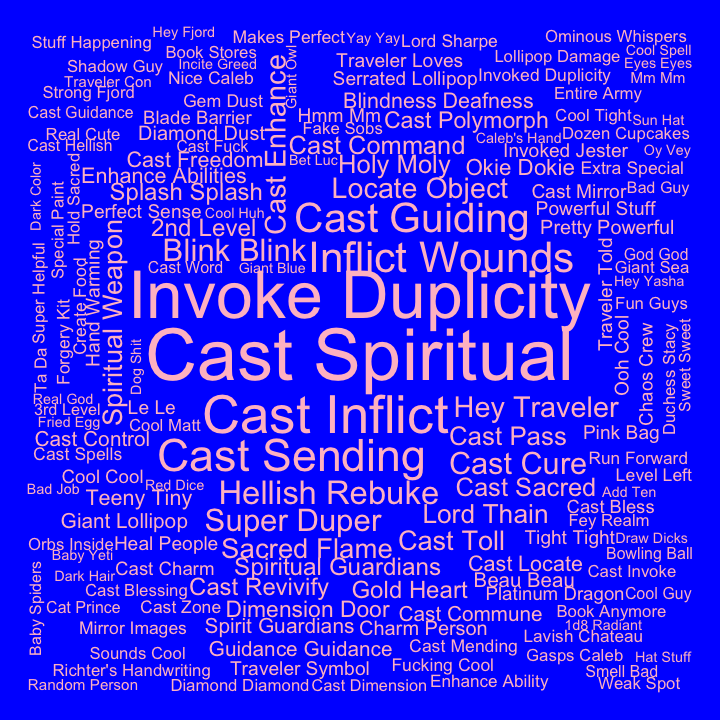 Hey Fjord
Stuff Happening
Makes Perfect
Yay Yay
Lord Sharpe
Ominous Whispers
Book Stores
Cool Spell
Shadow Guy
Incite Greed
Traveler Loves
Lollipop Damage
Eyes Eyes
Traveler Con
Nice Caleb
Giant Owl
Serrated Lollipop
Invoked Duplicity
Mm Mm
Strong Fjord
Gem Dust
Cast Enhance
Blindness Deafness
Entire Army
Cast Guidance
Blade Barrier
Hmm Mm
Cast Polymorph
Cool Tight
Sun Hat
Real Cute
Diamond Dust
Fake Sobs
Caleb's Hand
Dozen Cupcakes
Cast Hellish
Cast Fuck
Cast Command
Invoked Jester
Oy Vey
Cast Freedom
Bet Luc
Holy Moly
Okie Dokie
Extra Special
Enhance Abilities
Splash Splash
Locate Object
Cast Mirror
Bad Guy
Dark Color
Special Paint
Hold Sacred
Perfect Sense
Cool Huh
Powerful Stuff
2nd Level
Cast Guiding
Pretty Powerful
Blink Blink
Inflict Wounds
God God
Cast Word
Giant Blue
Traveler Told
Giant Sea
Ta Da
Super Helpful
Forgery Kit
Create Food
Hand Warming
Spiritual Weapon
Invoke Duplicity
Hey Yasha
Fun Guys
Dog Shit
Cast Spiritual
Ooh Cool
Chaos Crew
Duchess Stacy
Sweet Sweet
Real God
3rd Level
Le Le
Cast Inflict
Hey Traveler
Fried Egg
Cool Matt
Cast Control
Cast Pass
Pink Bag
Cast Spells
Cast Sending
Cast Cure
Run Forward
Cool Cool
Level Left
Bad Job
Red Dice
Teeny Tiny
Hellish Rebuke
Cast Sacred
Add Ten
Giant Lollipop
Super Duper
Lord Thain
Cast Bless
Fey Realm
Orbs Inside
Heal People
Sacred Flame
Cast Toll
Tight Tight
Draw Dicks
Baby Yeti
Bowling Ball
Dark Hair
Cast Charm
Spiritual Guardians
Cast Locate
Cast Invoke
Baby Spiders
Cast Blessing
Cast Revivify
Gold Heart
Beau Beau
Platinum Dragon
Cool Guy
Cat Prince
Cast Zone
Dimension Door
Cast Commune
Book Anymore
Mirror Images
Spirit Guardians
Charm Person
1d8 Radiant
Lavish Chateau
Sounds Cool
Guidance Guidance
Cast Mending
Gasps Caleb
Hat Stuff
Richter's Handwriting
Traveler Symbol
Fucking Cool
Smell Bad
Random Person
Diamond Diamond
Cast Dimension
Enhance Ability
Weak Spot